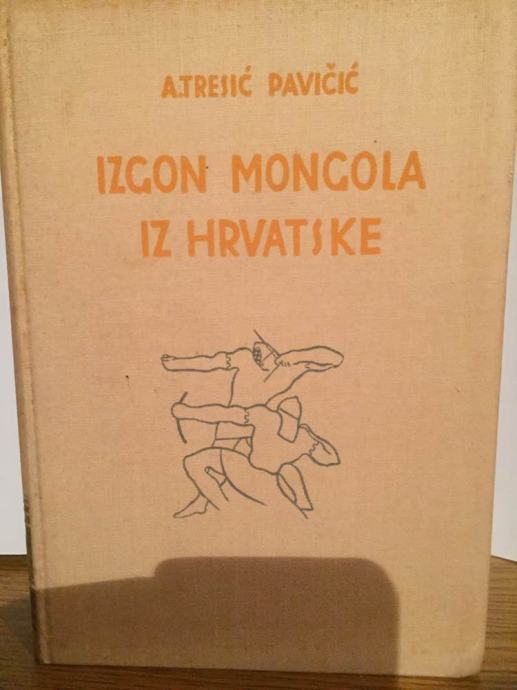 A. TRESIĆ PAVIČIĆ
IZGON MONGOLA
IZ HRVATSKE